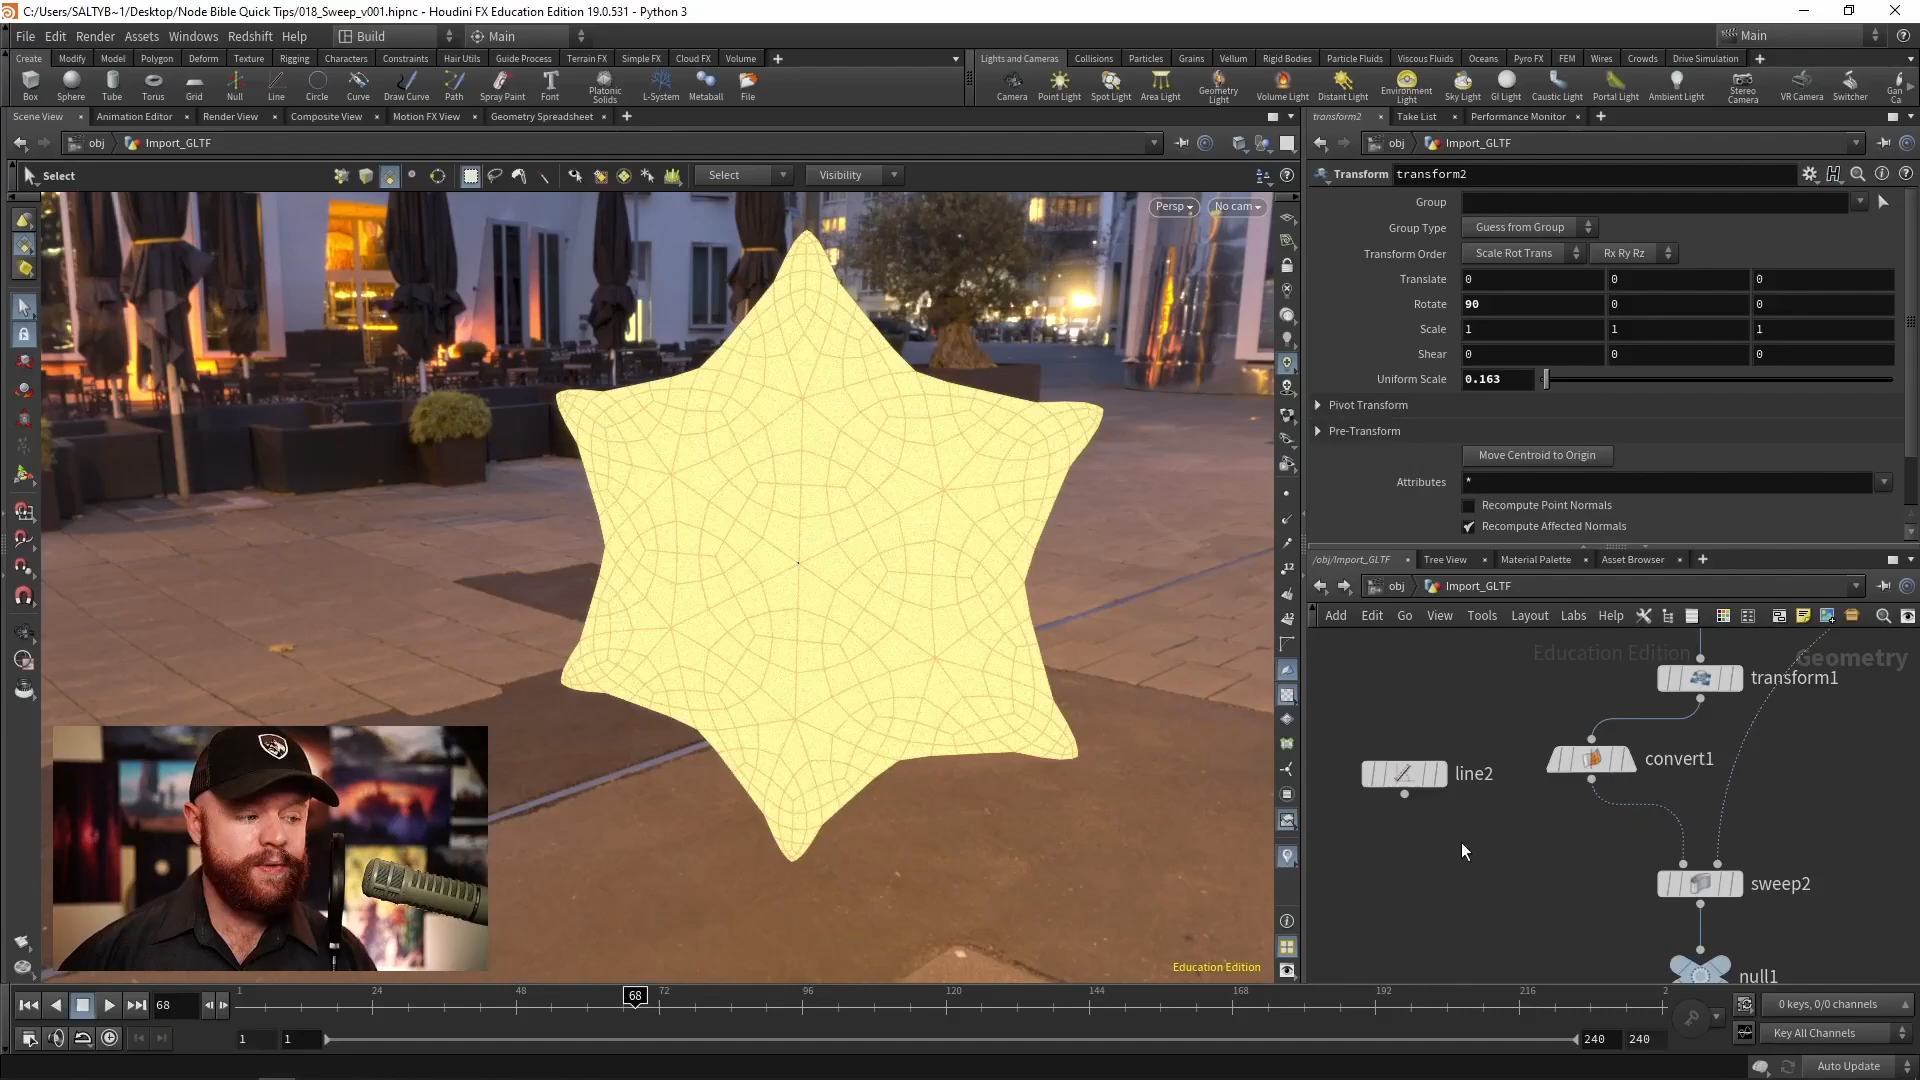 C:/Users/SALTYB~1/Desktop/Node Bible Quick Tips/018_Sweep_v001.hipnc - Houdini FX Education Edition 19.0.531 - Python 3
File Edit Render Assets Windows Redshift Help Build Main Main
Create Modify Model Polygon Deform Texture Rigging Characters Constraints Hair Utils Guide Process Terrain FX Simple FX Cloud FX Volume
Lights and Cameras Collisions Particles Grains Vellum Rigid Bodies Particle Fluids Viscous Fluids Oceans Pyro FX FEM Wires Crowds Drive Simulation
Box Sphere Tube Torus Grid Null Line Circle Curve Draw Curve Path Spray Paint Font Platonic Solids L-System Metaball File
Camera Point Light Spot Light Area Light Geometry Light Volume Light Distant Light Environment Light Sky Light GI Light Caustic Light Portal Light Ambient Light Stereo Camera VR Camera Switcher
Scene View Animation Editor Render View Composite View Motion FX View Geometry Spreadsheet
transform2 Take List Performance Monitor
obj Import_GLTF
obj Import_GLTF
Select Select Visibility
Transform transform2
Persp No cam
Group
Group Type Guess from Group
Transform Order Scale Rot Trans Rx Ry Rz
Translate 0 0 0
Rotate 90 0 0
Scale 1 1 1
Shear 0 0 0
Uniform Scale 0.163
Pivot Transform
Pre-Transform
Move Centroid to Origin
Attributes *
Recompute Point Normals
Recompute Affected Normals
/obj/Import_GLTF Tree View Material Palette Asset Browser
obj Import_GLTF
Add Edit Go View Tools Layout Labs Help
Education Edition Geometry
transform1
convert1
line2
sweep2
null1
Education Edition
68 1 24 48 68 72 96 120 144 168 192 216 2
0 keys, 0/0 channels
1 1 240 240
Key All Channels
Auto Update